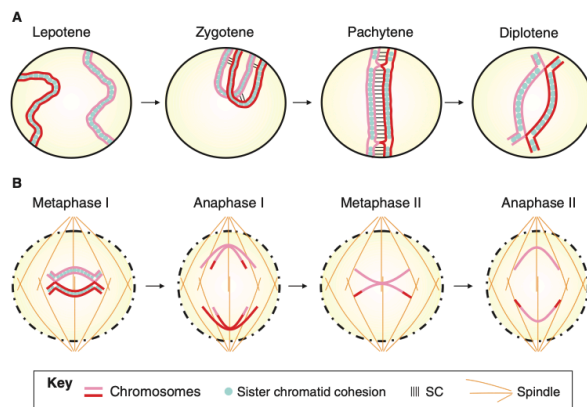 A
Lepotene Zygotene Pachytene Diplotene
B
Metaphase I Anaphase I Metaphase II Anaphase II
Key Chromosomes Sister chromatid cohesion SC Spindle